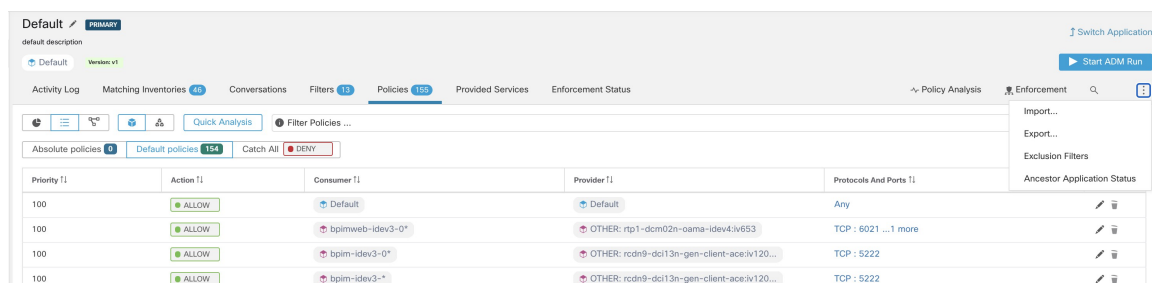 Default PRIMARY
default description
Switch Application
Default Version: v1
Start ADM Run
Activity Log Matching Inventories 46 Conversations Filters 13 Policies 155 Provided Services Enforcement Status Policy Analysis Enforcement
Import...
Export...
Exclusion Filters
Ancestor Application Status
Quick Analysis Filter Policies ...
Absolute policies 0 Default policies 154 Catch All DENY
Priority Action Consumer Provider Protocols And Ports
100 ALLOW Default Default Any
100 ALLOW bpimweb-idev3-0* OTHER: rtp1-dcm02n-oama-idev4:iv653 TCP : 6021 ...1 more
100 ALLOW bpim-idev3-0* OTHER: rcdn9-dci13n-gen-client-ace:iv120... TCP : 5222
100 ALLOW bpim-idev3-* OTHER: rcdn9-dci13n-gen-client-ace:iv120... TCP : 5222